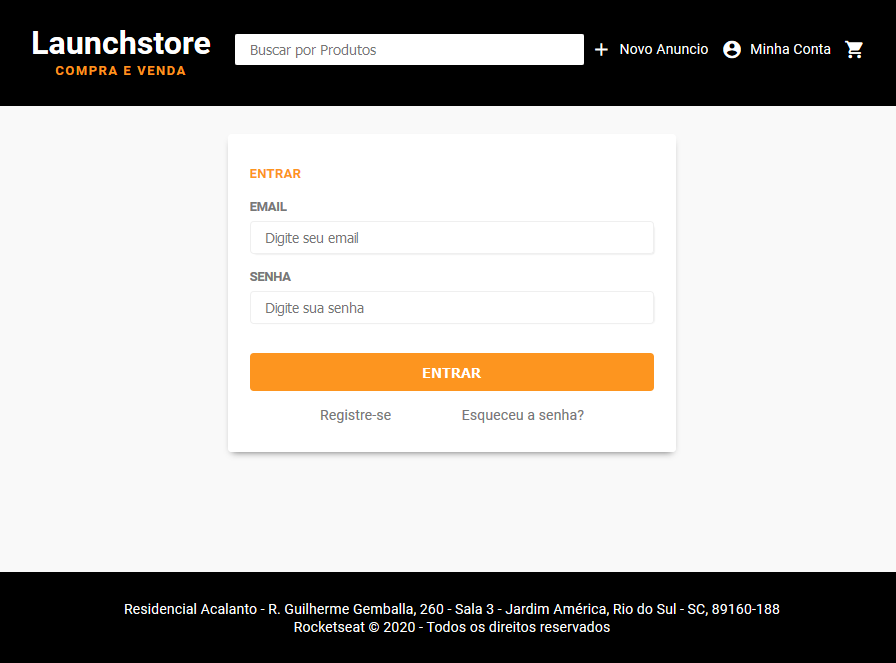 Launchstore
COMPRA E VENDA
Buscar por Produtos
Novo Anuncio
Minha Conta
ENTRAR
EMAIL
Digite seu email
SENHA
Digite sua senha
ENTRAR
Registre-se
Esqueceu a senha?
Residencial Acalanto - R. Guilherme Gemballa, 260 - Sala 3 - Jardim América, Rio do Sul - SC, 89160-188
Rocketseat © 2020 - Todos os direitos reservados